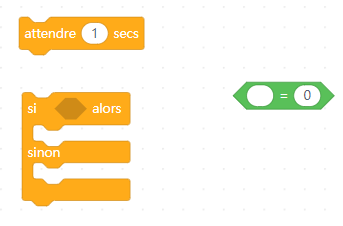 attendre 1 secs
si alors
= 0
sinon